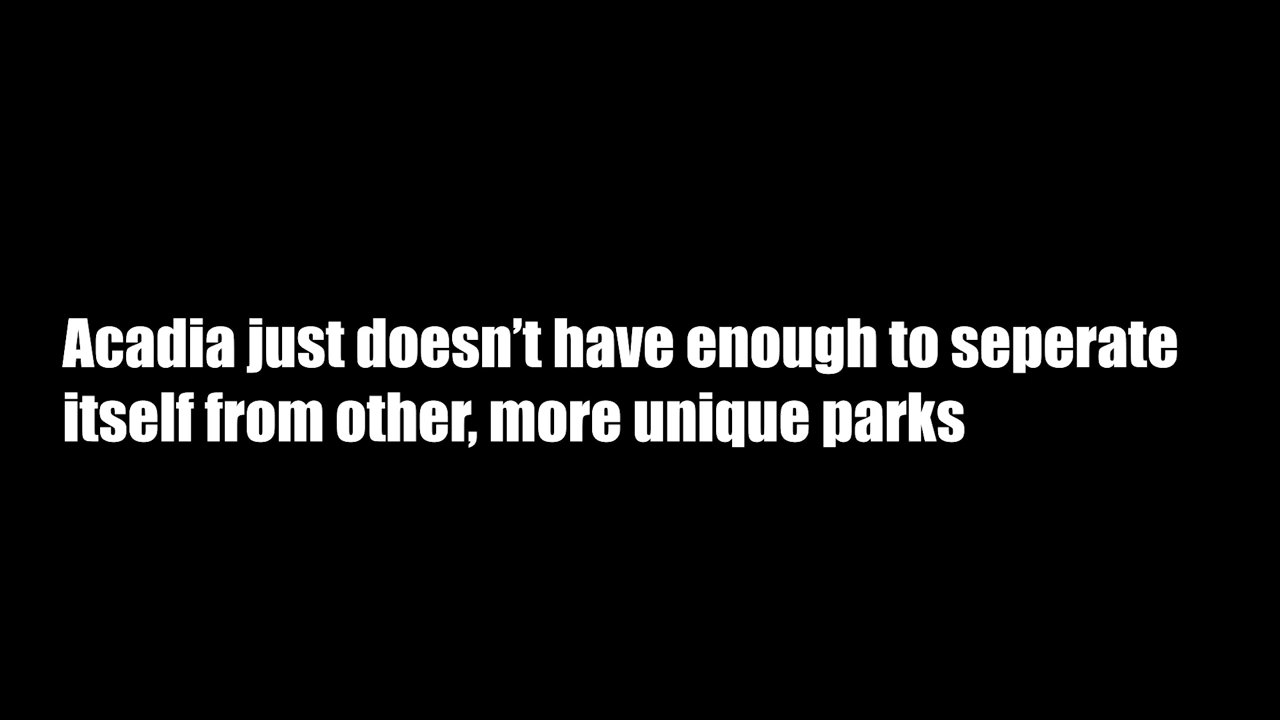 Acadia just doesn’t have enough to seperate
itself from other, more unique parks